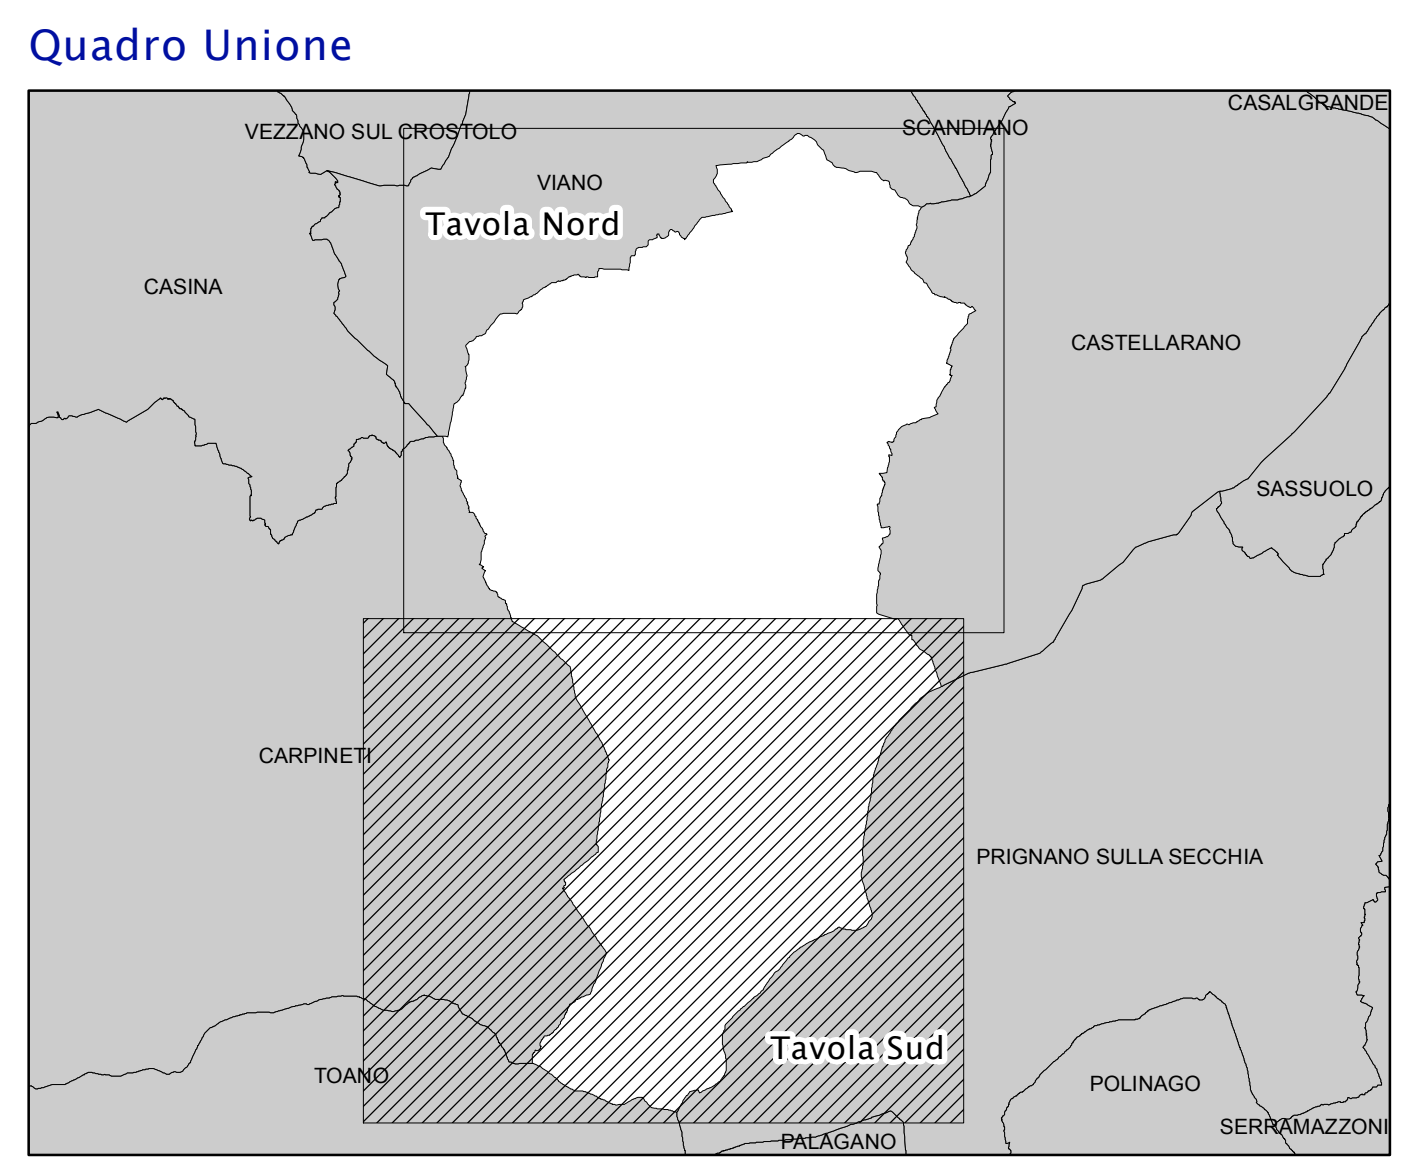 Quadro Unione
CASALGRANDE
VEZZANO SUL CROSTOLO
SCANDIANO
VIANO
Tavola Nord
CASINA
CASTELLARANO
SASSUOLO
CARPINETI
PRIGNANO SULLA SECCHIA
Tavola Sud
TOANO
POLINAGO
SERRAMAZZONI
PALAGANO